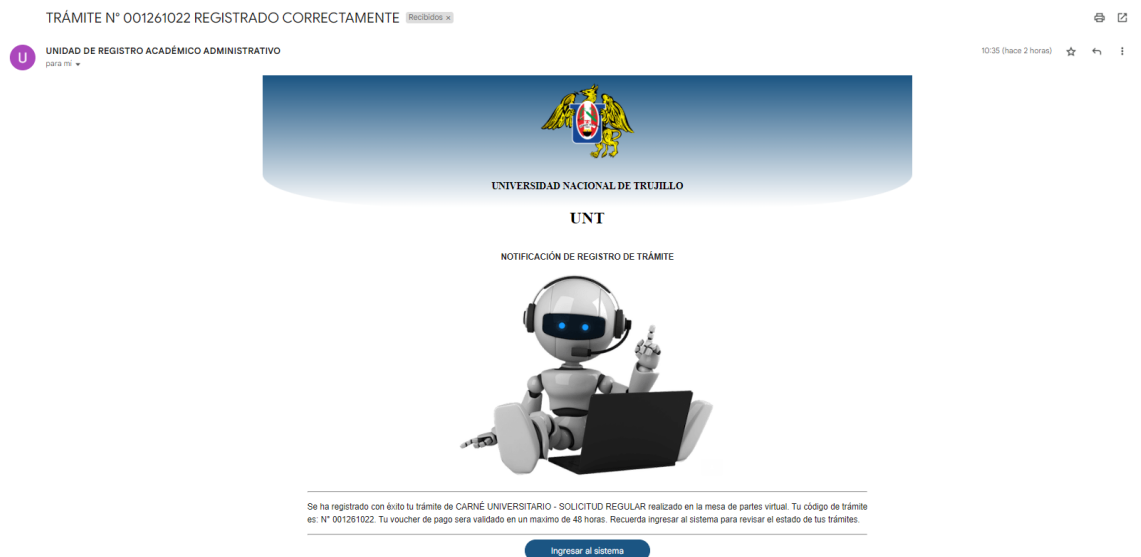 TRÁMITE N° 001261022 REGISTRADO CORRECTAMENTE Recibidos ×
U UNIDAD DE REGISTRO ACADÉMICO ADMINISTRATIVO 10:35 (hace 2 horas)
para mí
UNIVERSIDAD NACIONAL DE TRUJILLO
UNT
NOTIFICACIÓN DE REGISTRO DE TRÁMITE
Se ha registrado con éxito tu trámite de CARNÉ UNIVERSITARIO - SOLICITUD REGULAR realizado en la mesa de partes virtual. Tu código de trámite
es: N° 001261022. Tu voucher de pago sera validado en un maximo de 48 horas. Recuerda ingresar al sistema para revisar el estado de tus trámites.
Ingresar al sistema